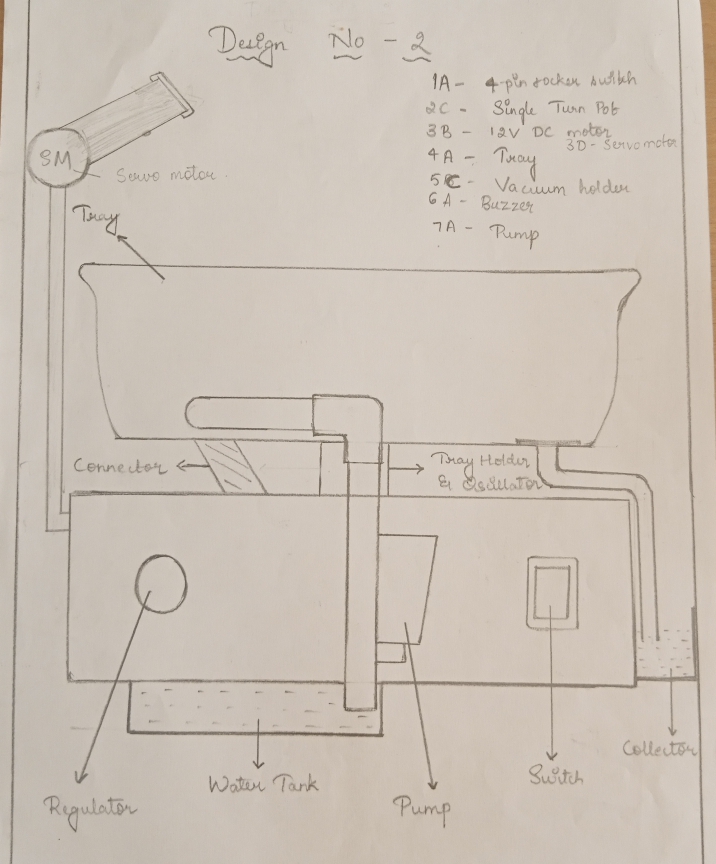 Design No - 2
1A - 4-pin rocker switch
2C - Single Turn Pot
3B - 12V DC motor
3D - Servo motor
4A - Tray
5C - Vacuum holder
6A - Buzzer
7A - Pump
SM
Servo motor.
Tray
Connector
Tray Holder
& Oscillator
Collector
Switch
Water Tank
Pump
Regulator